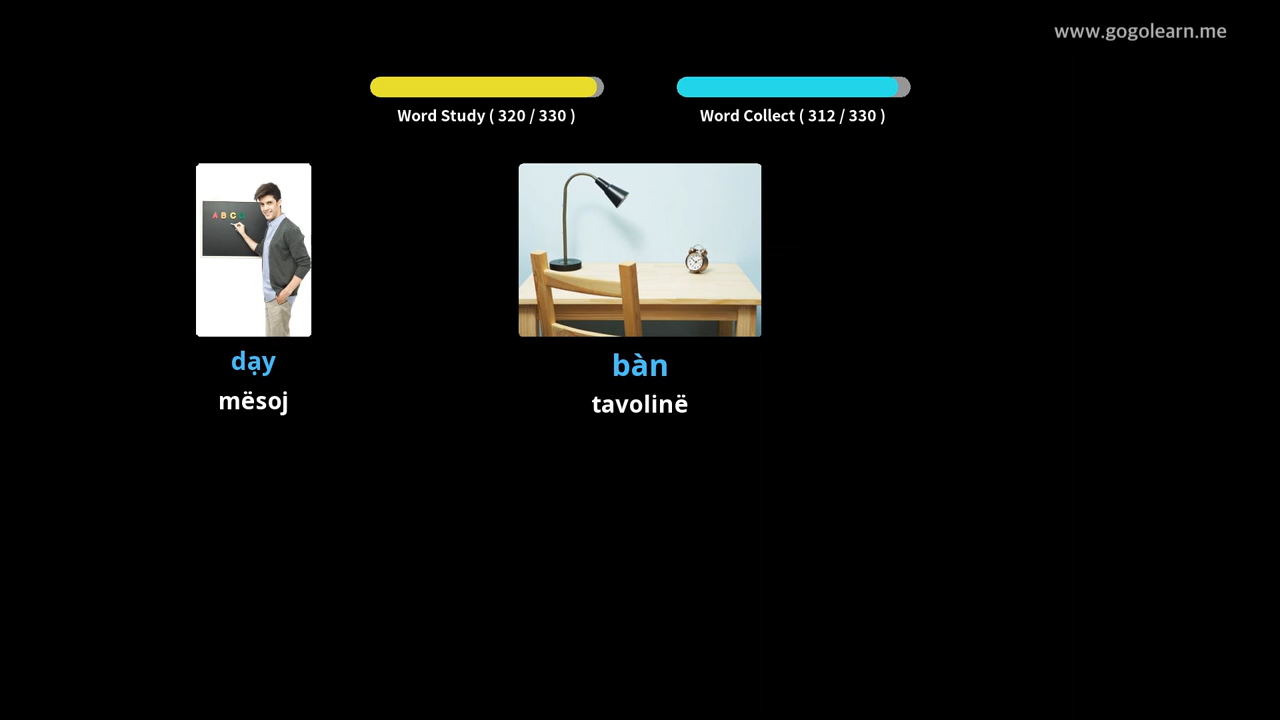 www.gogolearn.me
Word Study ( 320 / 330 )
Word Collect ( 312 / 330 )
A B C D
dạy
mësoj
bàn
tavolinë